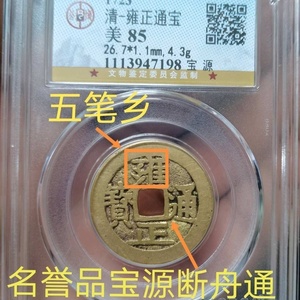 1723
清-雍正通宝
美 85
26.7*1.1mm, 4.3g
1113947198 宝 源
文物鉴定委员会监制
五笔乡
雍
寶 通
正
名誉品宝源断舟通